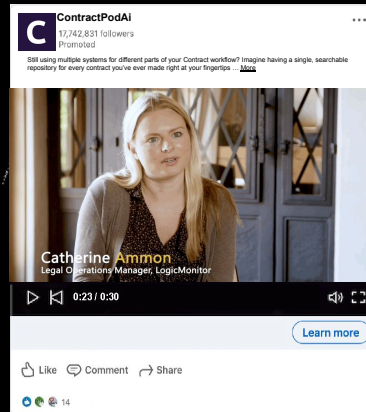 C
ContractPodAi
17,742,831 followers
Promoted
Still using multiple systems for different parts of your Contract workflow? Imagine having a single, searchable
repository for every contract you've ever made right at your fingertips ... More
Catherine Ammon
Legal Operations Manager, LogicMonitor
0:23 / 0:30
Learn more
Like Comment Share
14